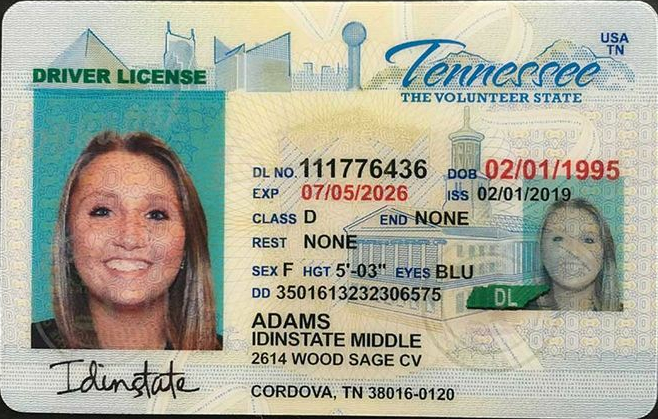 USA
TN
Tennessee
THE VOLUNTEER STATE
DRIVER LICENSE
DL NO. 111776436 DOB 02/01/1995
EXP 07/05/2026 ISS 02/01/2019
CLASS D END NONE
REST NONE
SEX F HGT 5'-03" EYES BLU
DD 3501613232306575
DL
ADAMS
IDINSTATE MIDDLE
2614 WOOD SAGE CV
CORDOVA, TN 38016-0120
Idinstate